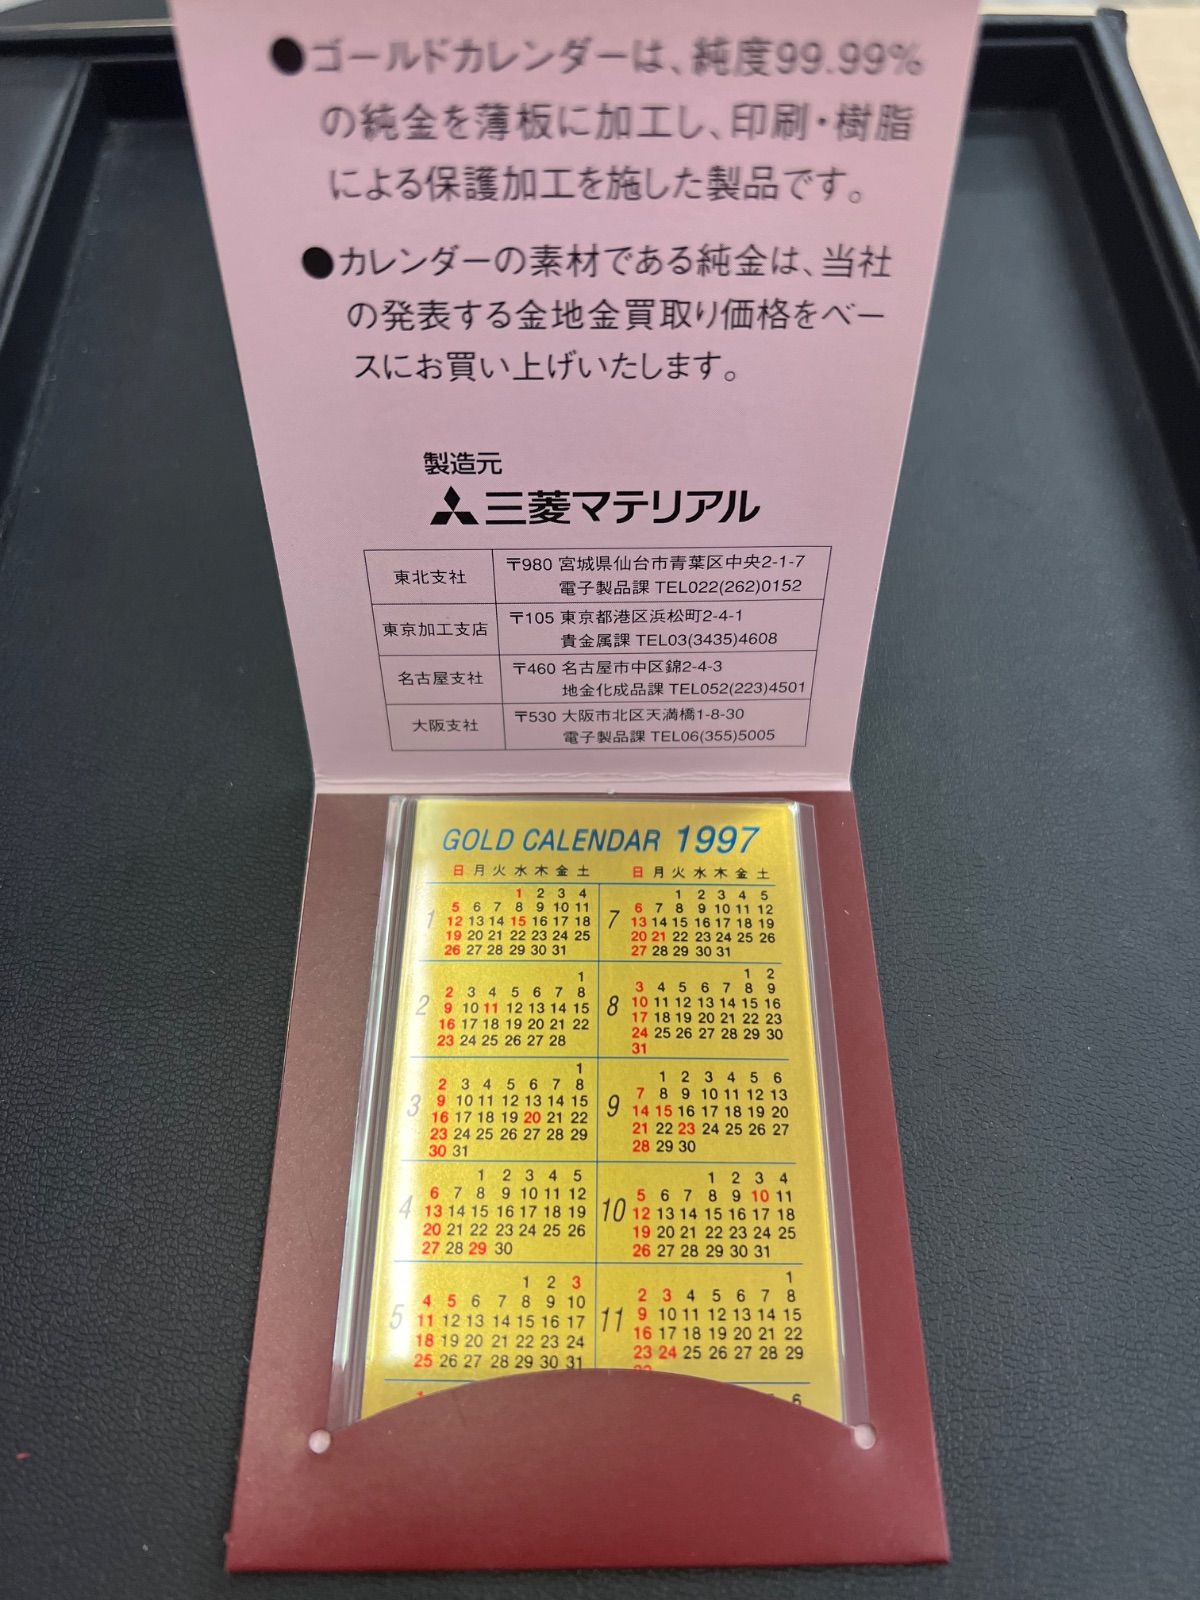 ●ゴールドカレンダーは、純度99.99%
の純金を薄板に加工し、印刷・樹脂
による保護加工を施した製品です。
●カレンダーの素材である純金は、当社
の発表する金地金買取り価格をベー
スにお買い上げいたします。
製造元
三菱マテリアル
東北支社 〒980 宮城県仙台市青葉区中央2-1-7
電子製品課 TEL022(262)0152
東京加工支店 〒105 東京都港区浜松町2-4-1
貴金属課 TEL03(3435)4608
名古屋支社 〒460 名古屋市中区錦2-4-3
地金化成品課 TEL052(223)4501
大阪支社 〒530 大阪市北区天満橋1-8-30
電子製品課 TEL06(355)5005
GOLD CALENDAR 1997
日 月 火 水 木 金 土
1
1 2 3 4
5 6 7 8 9 10 11
12 13 14 15 16 17 18
19 20 21 22 23 24 25
26 27 28 29 30 31
2
1
2 3 4 5 6 7 8
9 10 11 12 13 14 15
16 17 18 19 20 21 22
23 24 25 26 27 28
3
1
2 3 4 5 6 7 8
9 10 11 12 13 14 15
16 17 18 19 20 21 22
23 24 25 26 27 28 29
30 31
4
1 2 3 4 5
6 7 8 9 10 11 12
13 14 15 16 17 18 19
20 21 22 23 24 25 26
27 28 29 30
5
1 2 3
4 5 6 7 8 9 10
11 12 13 14 15 16 17
18 19 20 21 22 23 24
25 26 27 28 29 30 31
日 月 火 水 木 金 土
7
1 2 3 4 5
6 7 8 9 10 11 12
13 14 15 16 17 18 19
20 21 22 23 24 25 26
27 28 29 30 31
8
1 2
3 4 5 6 7 8 9
10 11 12 13 14 15 16
17 18 19 20 21 22 23
24 25 26 27 28 29 30
31
9
1 2 3 4 5 6
7 8 9 10 11 12 13
14 15 16 17 18 19 20
21 22 23 24 25 26 27
28 29 30
10
1 2 3 4
5 6 7 8 9 10 11
12 13 14 15 16 17 18
19 20 21 22 23 24 25
26 27 28 29 30 31
11
1
2 3 4 5 6 7 8
9 10 11 12 13 14 15
16 17 18 19 20 21 22
23 24 25 26 27 28 29
6